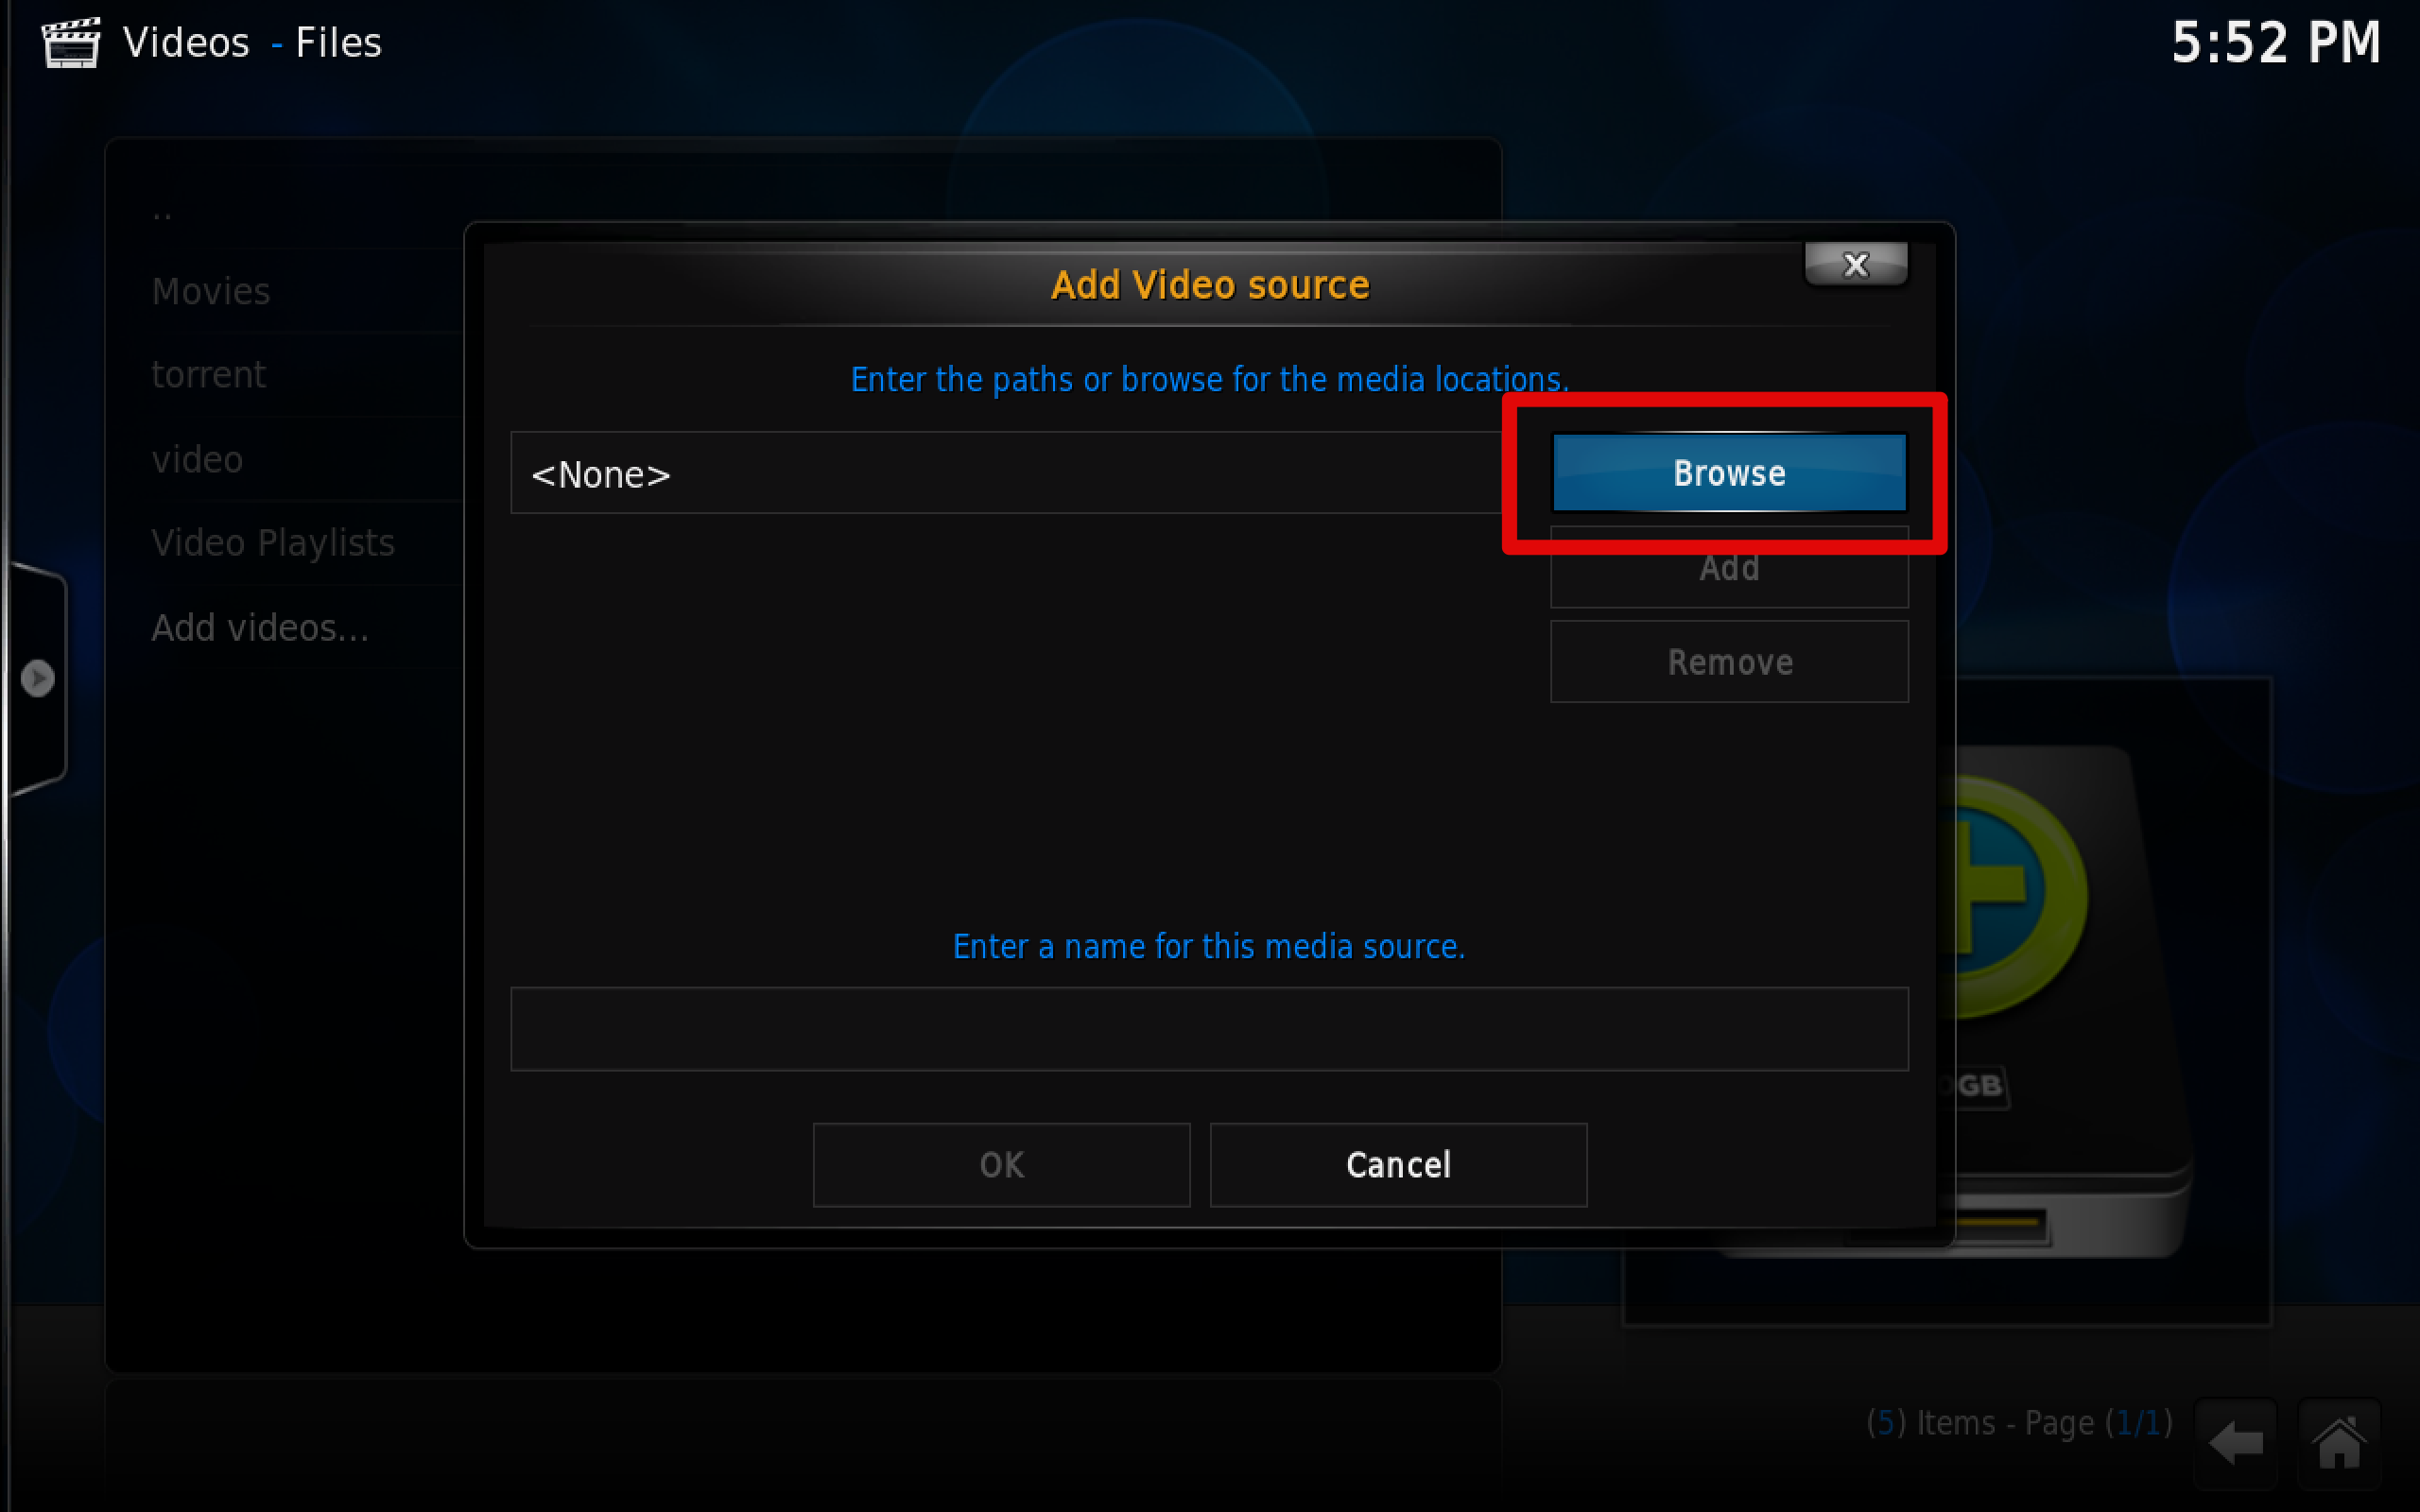 Videos - Files
5:52 PM
..
Movies
torrent
video
Video Playlists
Add videos...
Add Video source
X
Enter the paths or browse for the media locations.
<None>
Browse
Add
Remove
Enter a name for this media source.
OK
Cancel
GB
(5) Items - Page (1/1)